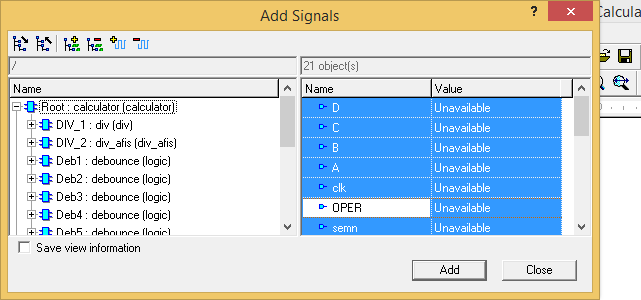 Add Signals
?
Calcula
/
21 object(s)
Name
Name Value
Root : calculator (calculator)
DIV_1 : div (div)
DIV_2 : div_afis (div_afis)
Deb1 : debounce (logic)
Deb2 : debounce (logic)
Deb3 : debounce (logic)
Deb4 : debounce (logic)
Deb5 : debounce (logic)
D Unavailable
C Unavailable
B Unavailable
A Unavailable
clk Unavailable
OPER Unavailable
semn Unavailable
Save view information
Add Close